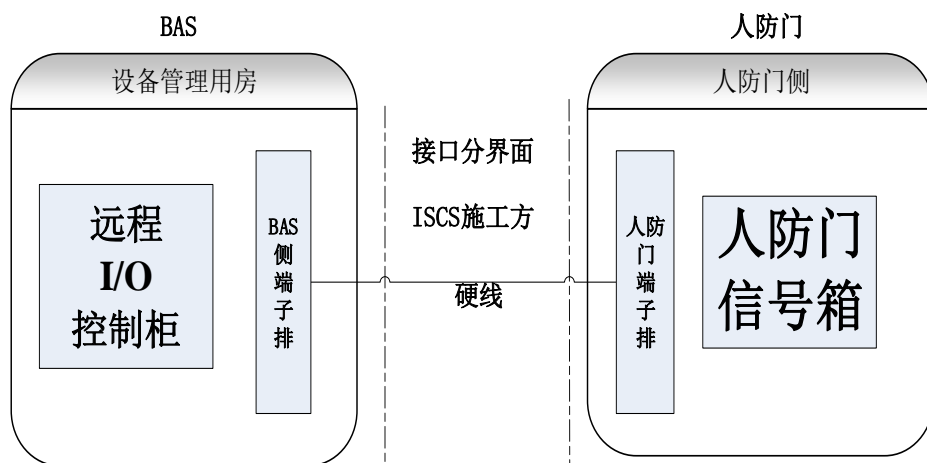 BAS
人防门
设备管理用房
人防门侧
接口分界面
ISCS施工方
硬线
远程
I/O
控制柜
BAS
侧
端
子
排
人防
门
端
子
排
人防门
信号箱